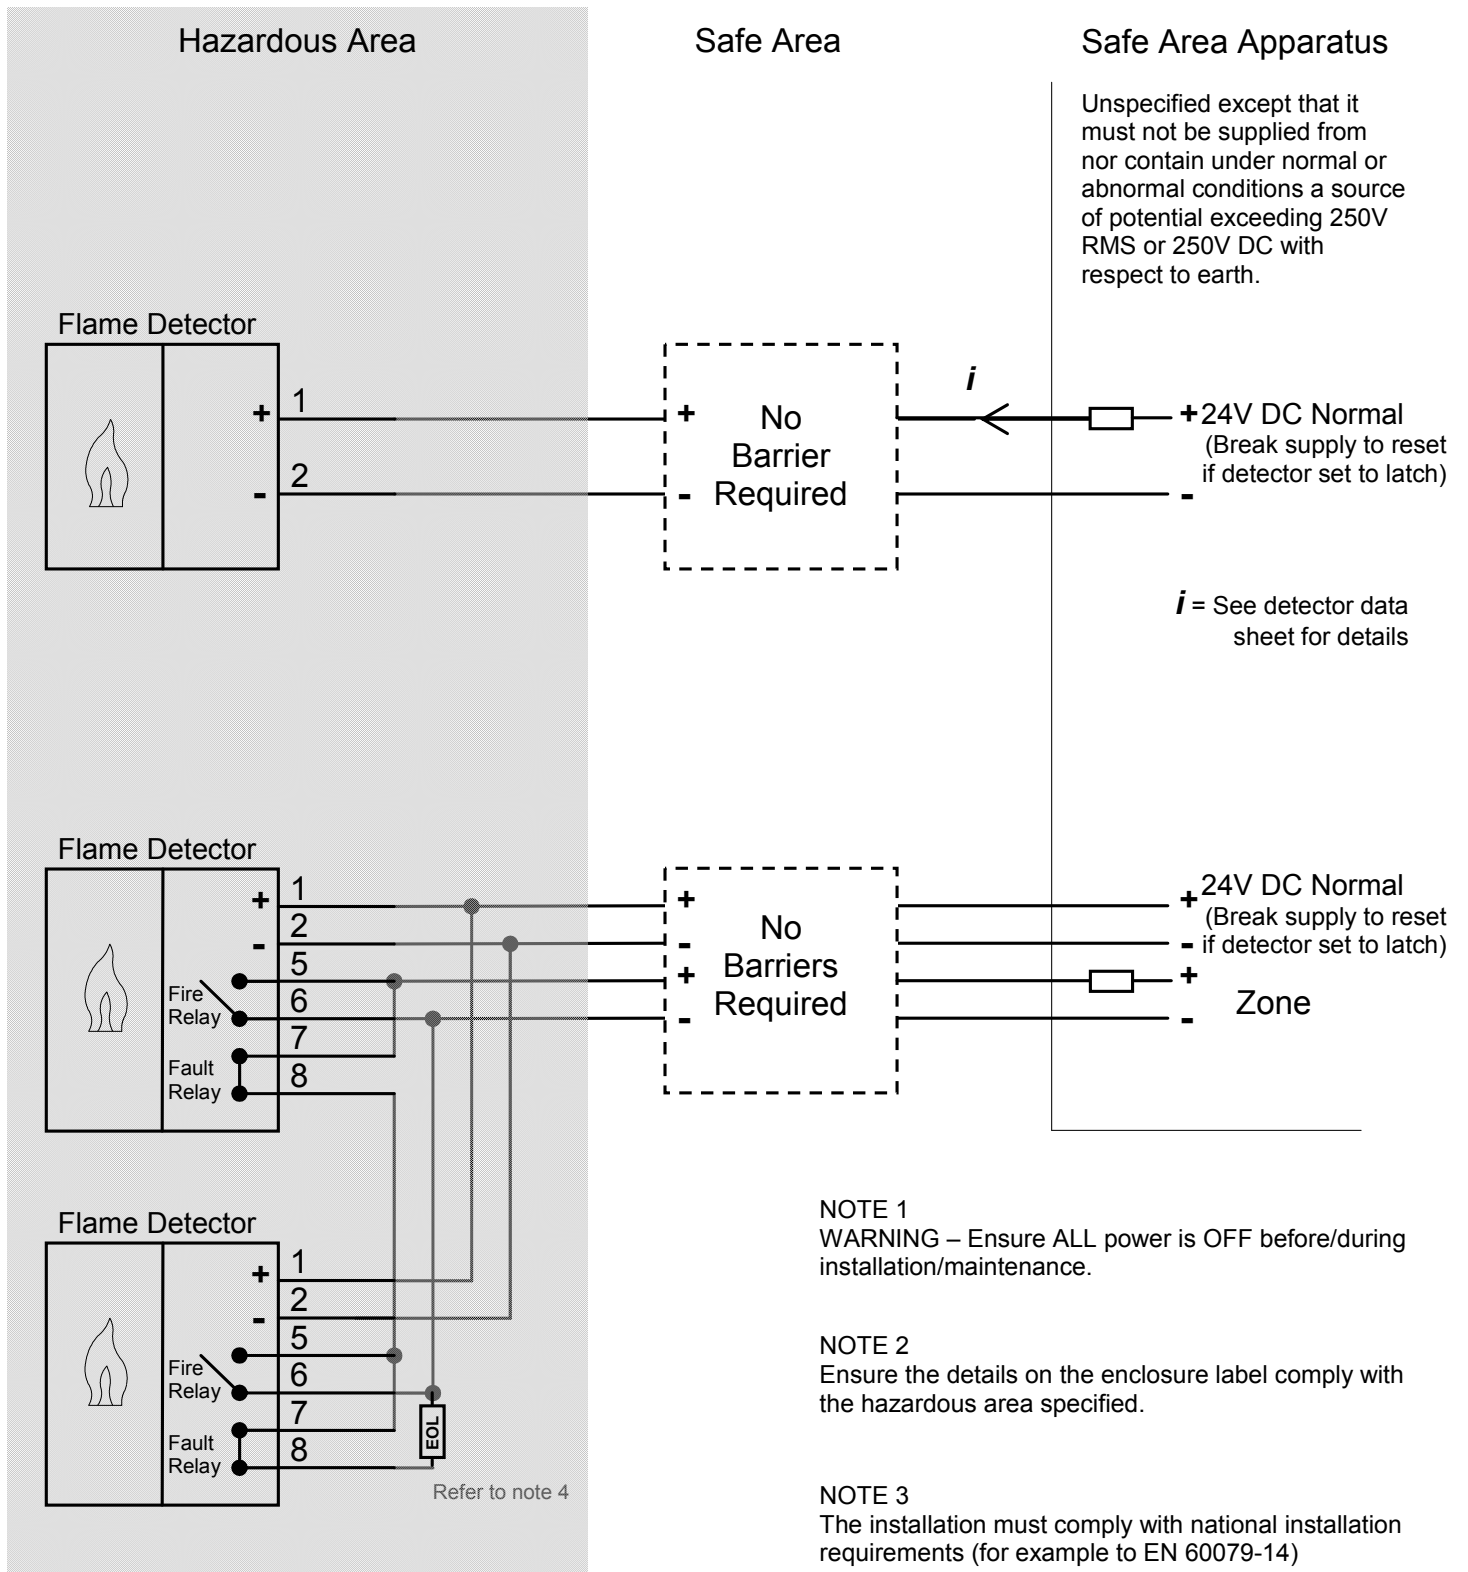 Hazardous Area
Safe Area
Safe Area Apparatus
Unspecified except that it
must not be supplied from
nor contain under normal or
abnormal conditions a source
of potential exceeding 250V
RMS or 250V DC with
respect to earth.
Flame Detector
+ 1
- 2
+
-
No
Barrier
Required
i
+ 24V DC Normal
(Break supply to reset
- if detector set to latch)
i = See detector data
sheet for details
Flame Detector
+ 1
- 2
5
Fire
Relay
6
7
Fault
Relay
8
+
-
+
-
No
Barriers
Required
+ 24V DC Normal
(Break supply to reset
- if detector set to latch)
+
Zone
-
Flame Detector
+ 1
- 2
5
Fire
Relay
6
7
Fault
Relay
8
EOL
Refer to note 4
NOTE 1
WARNING – Ensure ALL power is OFF before/during
installation/maintenance.
NOTE 2
Ensure the details on the enclosure label comply with
the hazardous area specified.
NOTE 3
The installation must comply with national installation
requirements (for example to EN 60079-14)